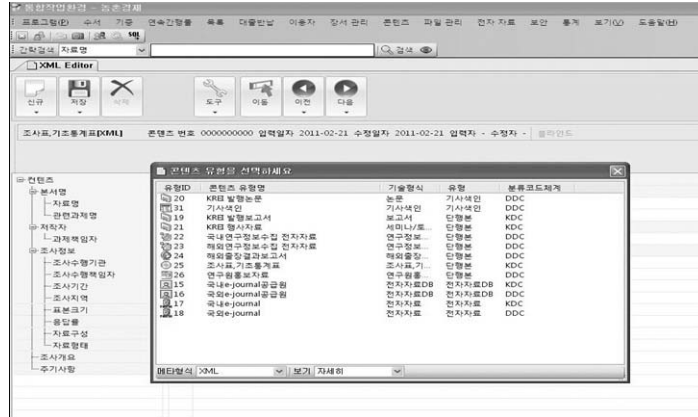 통합작업환경 - 농촌경제
프로그램(P) 수서 기증 연속간행물 목록 대출반납 이용자 장서 관리 콘텐츠 파일 관리 전자 자료 보안 통계 보기(V) 도움말(H)
간략검색 자료명 검색
XML Editor
신규 저장 삭제 도구 이동 이전 다음
조사표,기초통계표[XML] 콘텐츠 번호 0000000000 입력일자 2011-02-21 수정일자 2011-02-21 입력자 - 수정자 - 블라인드
컨텐츠
본서명
자료명
관련과제명
저작자
과제책임자
조사정보
조사수행기관
조사수행책임자
조사기간
조사지역
표본크기
응답률
자료구성
자료형태
조사개요
주기사항
콘텐츠 유형을 선택하세요
유형ID 콘텐츠 유형명 기술형식 유형 분류코드체계
20 KREI 발행논문 논문 기사색인 DDC
31 기사색인 기사색인 기사색인 DDC
19 KREI 발행보고서 보고서 단행본 KDC
21 KREI 행사자료 세미나/토... 단행본 KDC
22 국내연구정보수집 전자자료 연구정보... 단행본 KDC
23 해외연구정보수집 전자자료 연구정보... 단행본 DDC
24 해외출장결과보고서 해외출장... 단행본 DDC
25 조사표,기초통계표 조사표,기... 단행본 KDC
26 연구원홍보자료 연구원홍... 단행본 DDC
15 국내e-journal공급원 전자자료DB 전자자료DB KDC
16 국외e-journal공급원 전자자료DB 전자자료DB DDC
17 국내e-journal 전자자료 전자자료 KDC
18 국외e-journal 전자자료 전자자료 DDC
메타형식 XML 보기 자세히